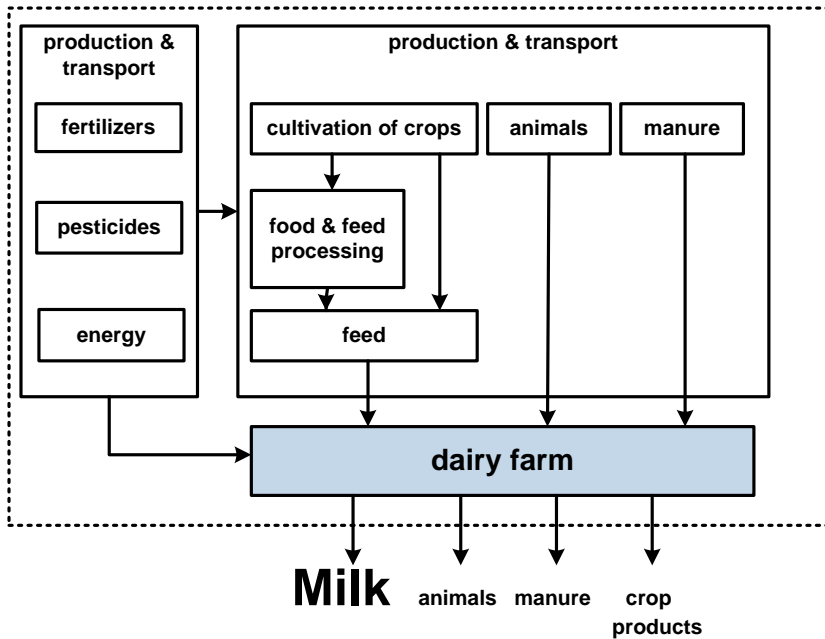 production &
transport
fertilizers
pesticides
energy
production & transport
cultivation of crops
animals
manure
food & feed
processing
feed
dairy farm
Milk
animals
manure
crop
products